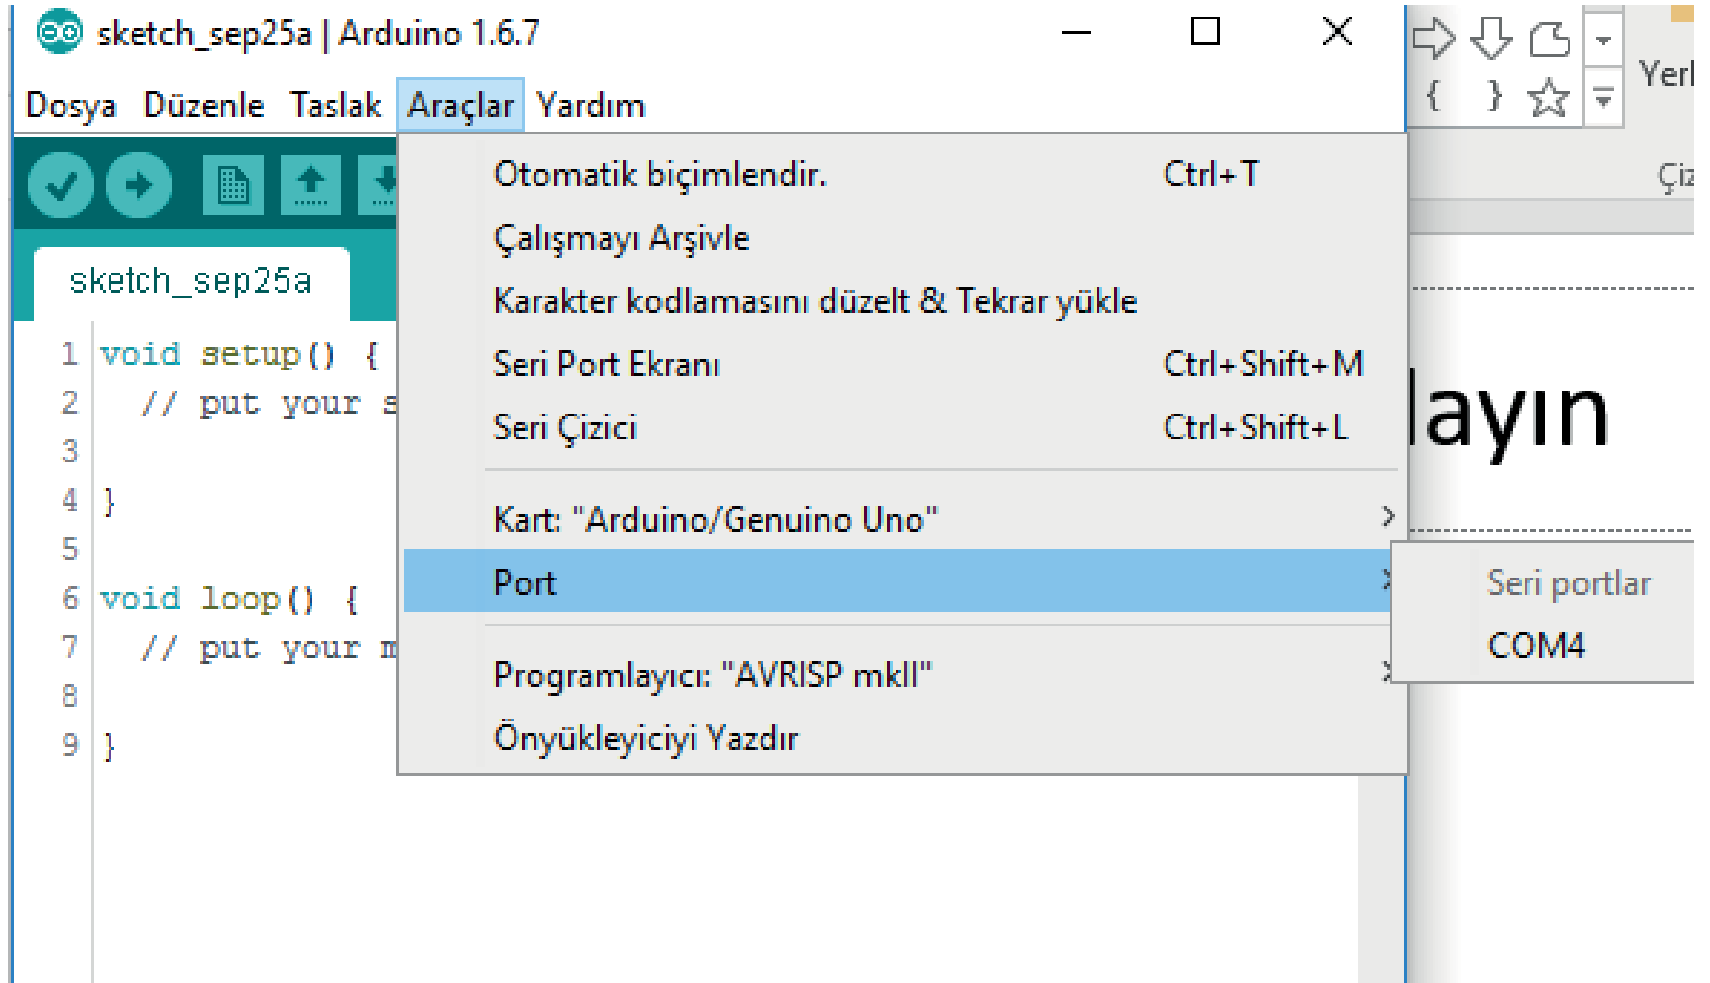 sketch_sep25a | Arduino 1.6.7
Dosya Düzenle Taslak Araçlar Yardım
sketch_sep25a
1 void setup() {
2 // put your s
3
4 }
5
6 void loop() {
7 // put your m
8
9 }
Otomatik biçimlendir. Ctrl+T
Çalışmayı Arşivle
Karakter kodlamasını düzelt & Tekrar yükle
Seri Port Ekranı Ctrl+Shift+M
Seri Çizici Ctrl+Shift+L
Kart: "Arduino/Genuino Uno"
Port
Programlayıcı: "AVRISP mkII"
Önyükleyiciyi Yazdır
Seri portlar
COM4
{ }
Yerl
Çiz
layın